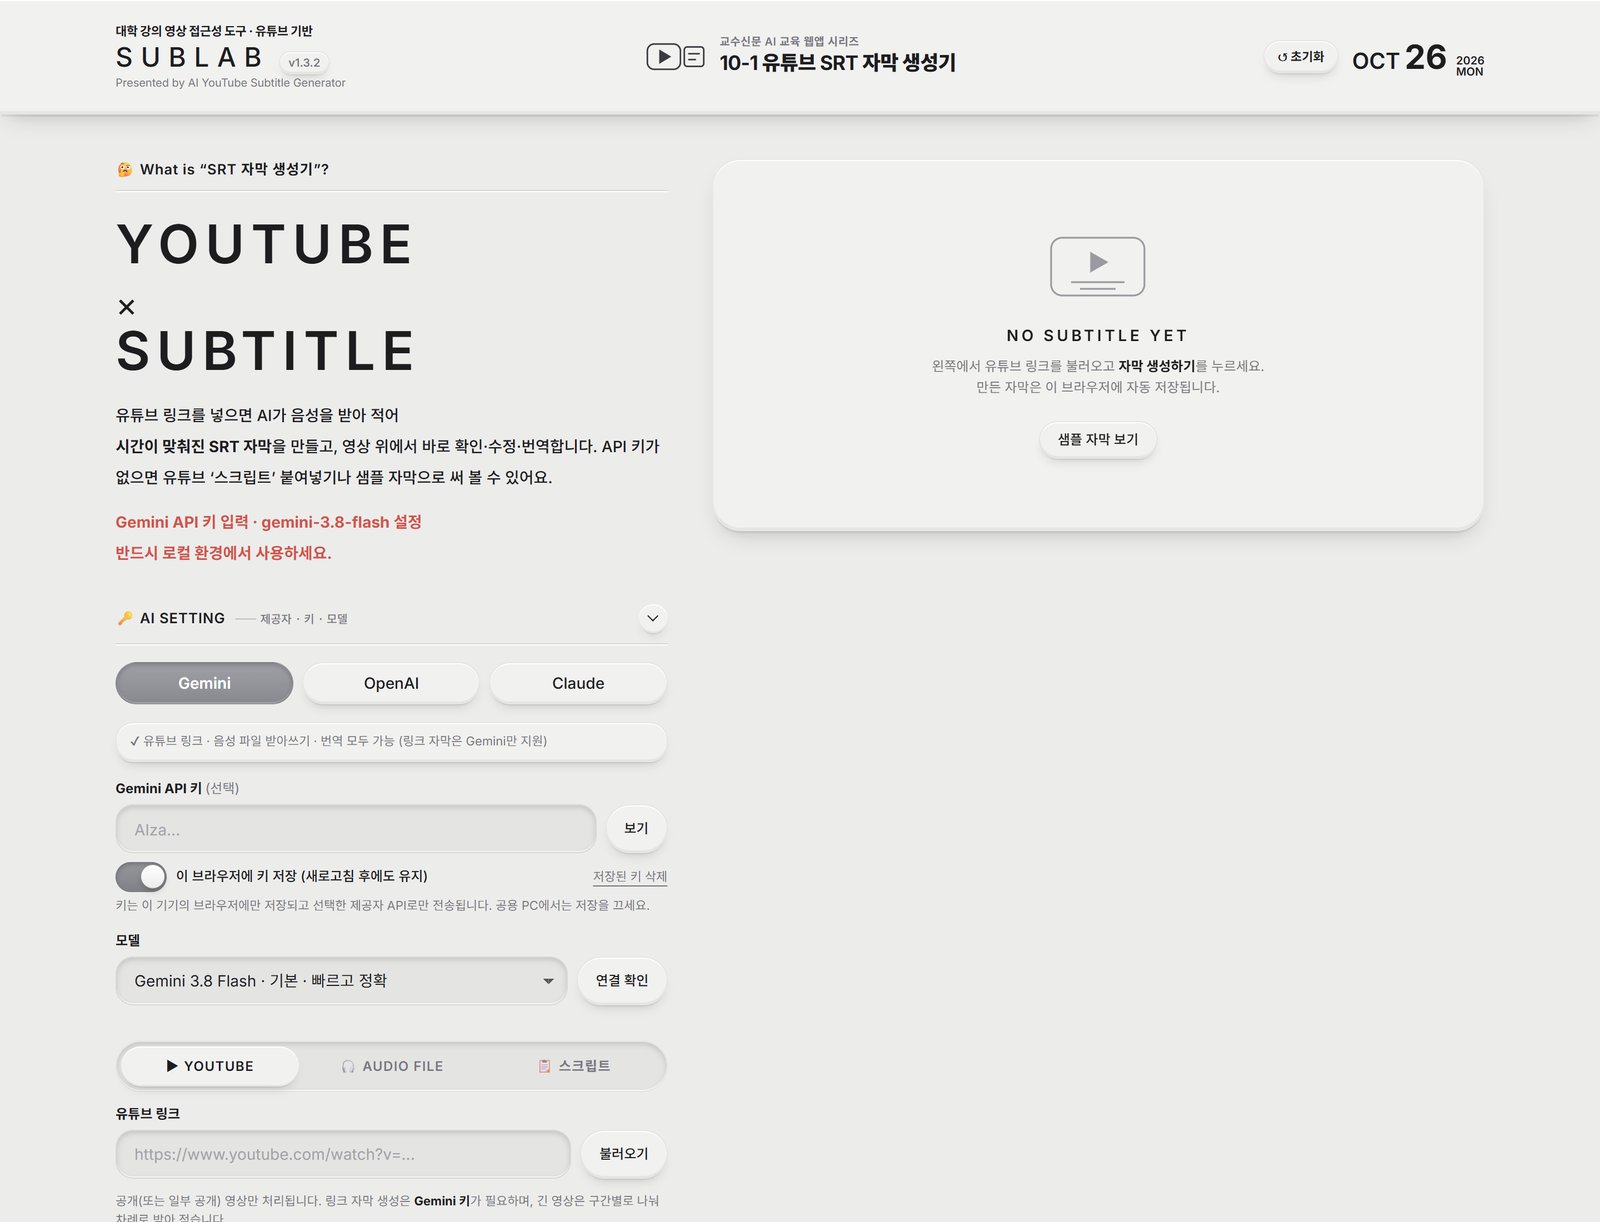 대학 강의 영상 접근성 도구 · 유튜브 기반
SUBLAB v1.3.2
Presented by AI YouTube Subtitle Generator
교수신문 AI 교육 웹앱 시리즈
10-1 유튜브 SRT 자막 생성기
↺ 초기화
OCT 26 2026 MON
🤔 What is “SRT 자막 생성기”?
YOUTUBE
×
SUBTITLE
유튜브 링크를 넣으면 AI가 음성을 받아 적어
시간이 맞춰진 SRT 자막을 만들고, 영상 위에서 바로 확인·수정·번역합니다. API 키가
없으면 유튜브 ‘스크립트’ 붙여넣기나 샘플 자막으로 써 볼 수 있어요.
Gemini API 키 입력 · gemini-3.8-flash 설정
반드시 로컬 환경에서 사용하세요.
🔑 AI SETTING — 제공자 · 키 · 모델
Gemini
OpenAI
Claude
✓ 유튜브 링크 · 음성 파일 받아쓰기 · 번역 모두 가능 (링크 자막은 Gemini만 지원)
Gemini API 키 (선택)
AIza...
보기
이 브라우저에 키 저장 (새로고침 후에도 유지)
저장된 키 삭제
키는 이 기기의 브라우저에만 저장되고 선택한 제공자 API로만 전송됩니다. 공용 PC에서는 저장을 끄세요.
모델
Gemini 3.8 Flash · 기본 · 빠르고 정확
연결 확인
▶ YOUTUBE
🎧 AUDIO FILE
📋 스크립트
유튜브 링크
https://www.youtube.com/watch?v=...
불러오기
공개(또는 일부 공개) 영상만 처리됩니다. 링크 자막 생성은 Gemini 키가 필요하며, 긴 영상은 구간별로 나눠
차례로 받아 적습니다
NO SUBTITLE YET
왼쪽에서 유튜브 링크를 불러오고 자막 생성하기를 누르세요.
만든 자막은 이 브라우저에 자동 저장됩니다.
샘플 자막 보기